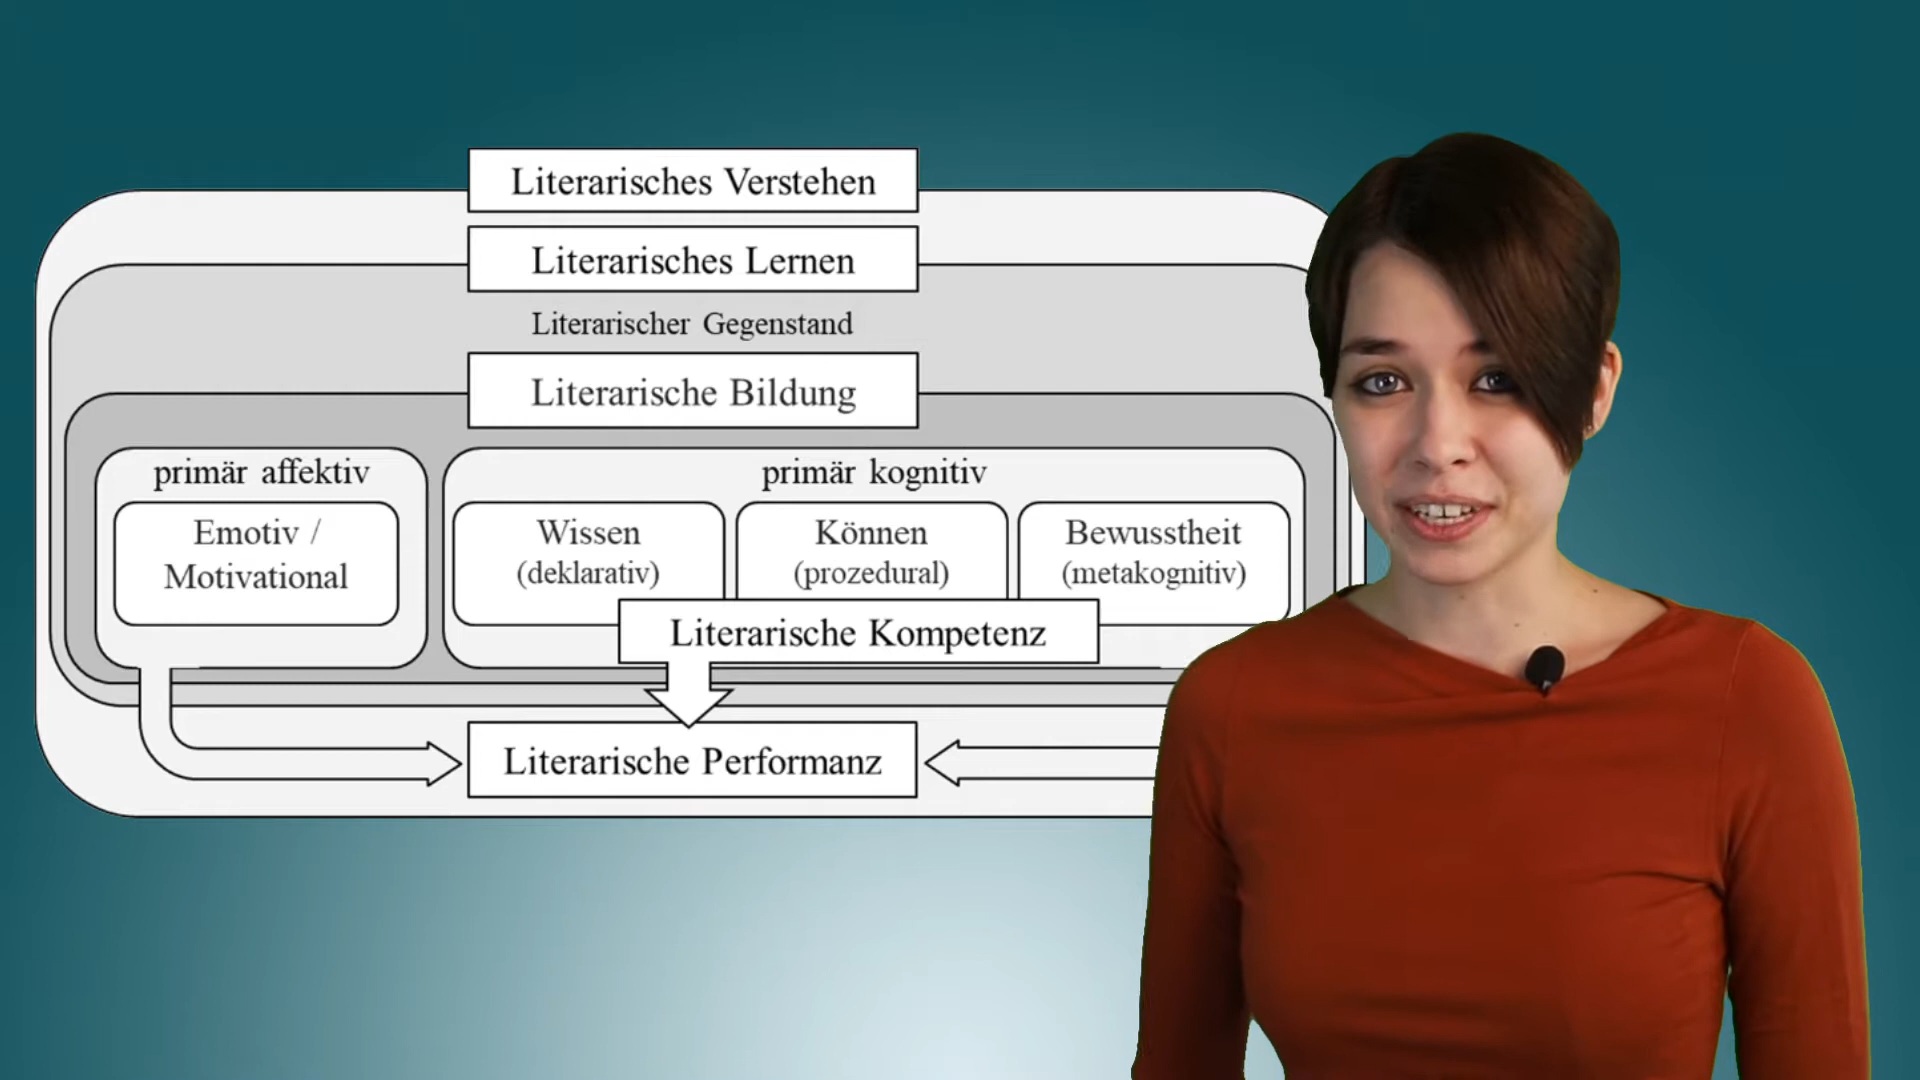 Literarisches Verstehen
Literarisches Lernen
Literarischer Gegenstand
Literarische Bildung
primär affektiv
Emotiv /
Motivational
primär kognitiv
Wissen
(deklarativ)
Können
(prozedural)
Bewusstheit
(metakognitiv)
Literarische Kompetenz
Literarische Performanz